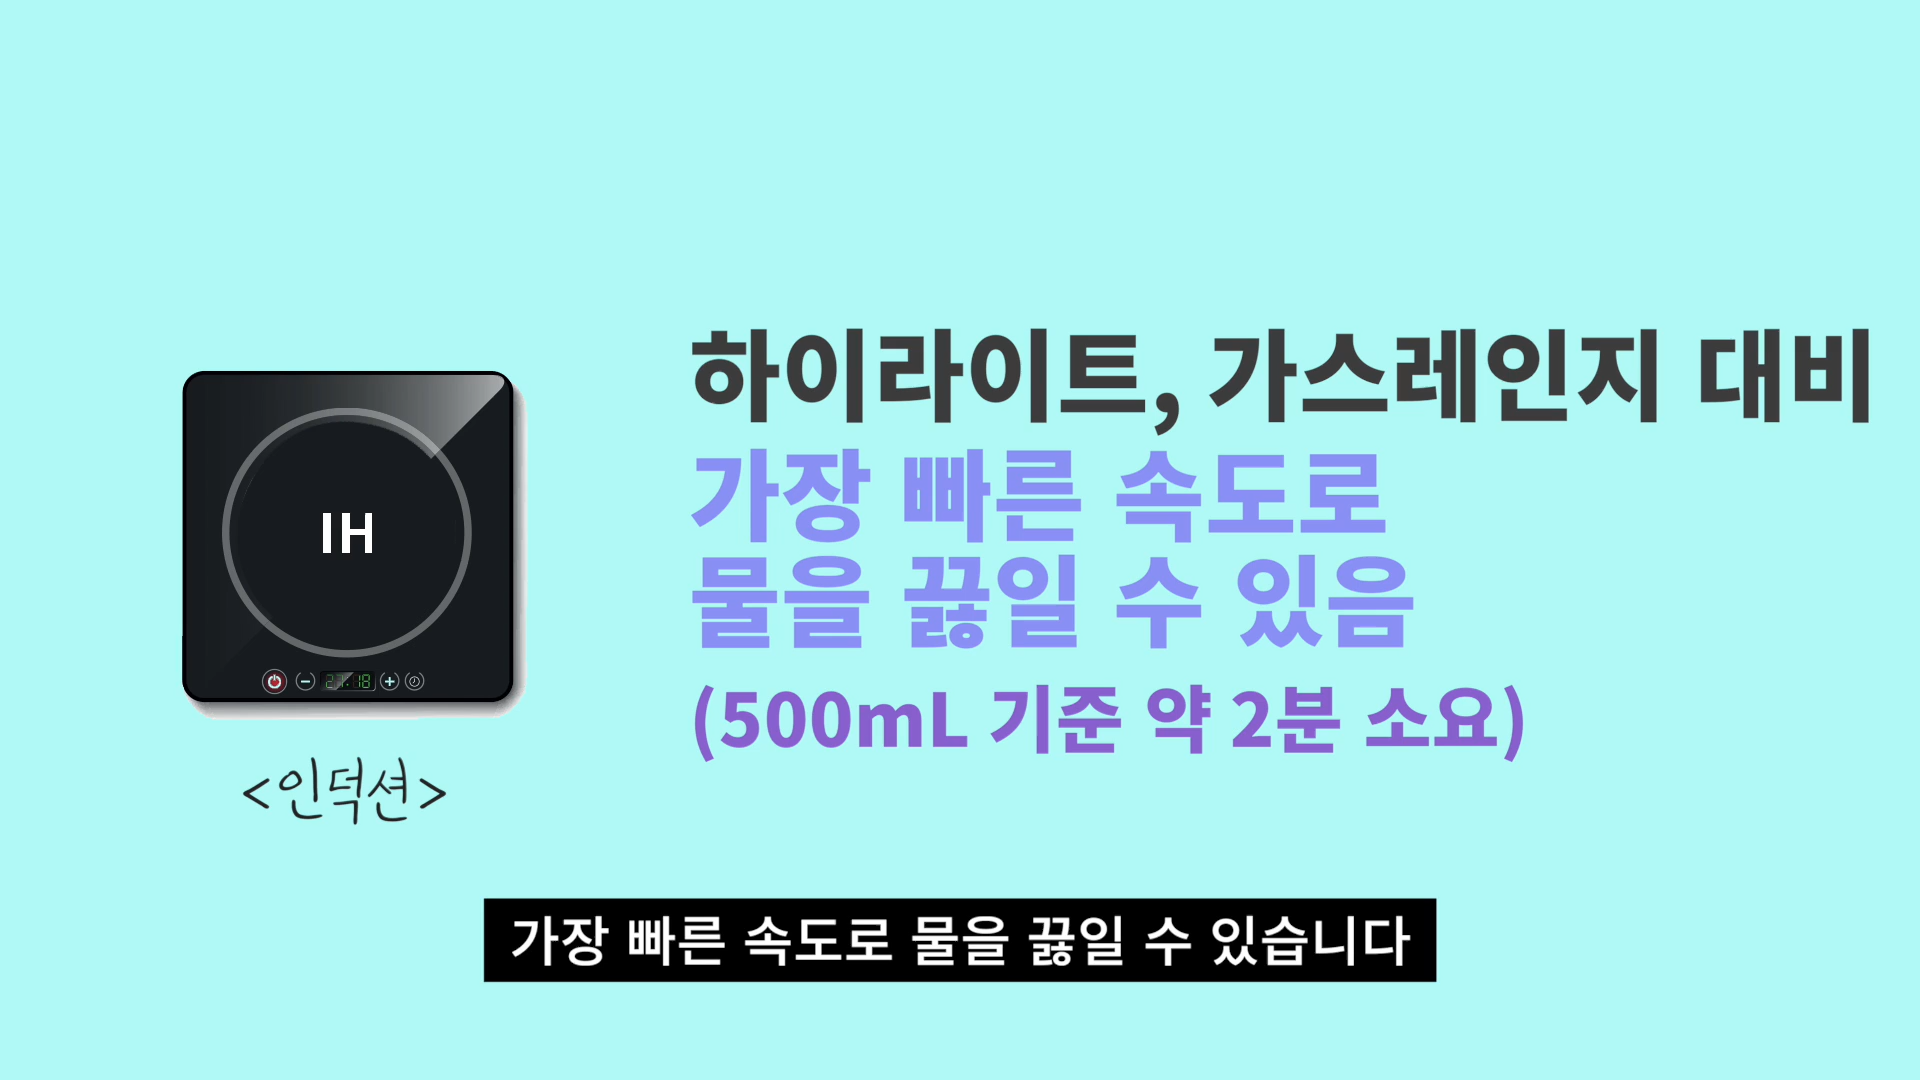 하이라이트, 가스레인지 대비
가장 빠른 속도로
물을 끓일 수 있음
(500mL 기준 약 2분 소요)
IH
<인덕션>
가장 빠른 속도로 물을 끓일 수 있습니다